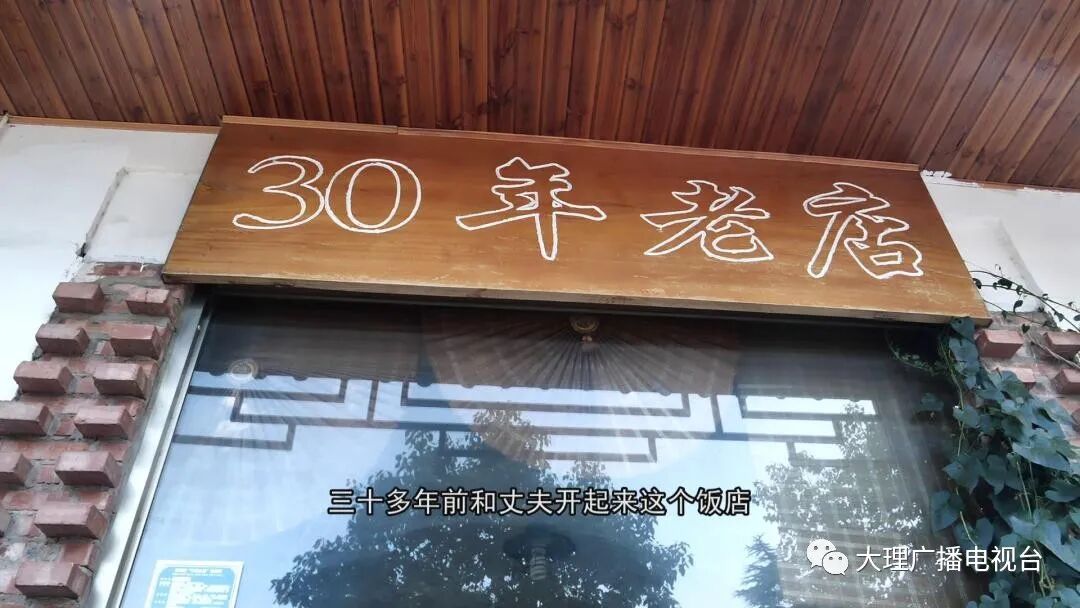 30年老店
三十多年前和丈夫开起来这个饭店
大理广播电视台